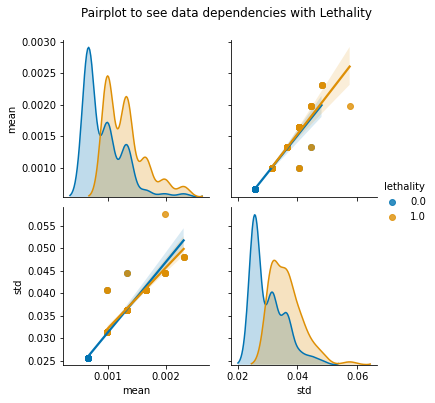 Pairplot to see data dependencies with Lethality
0.0030
0.0025
0.0020
0.0015
0.0010
mean
lethality
0.0
1.0
0.055
0.050
0.045
0.040
0.035
0.030
0.025
std
0.001 0.002
mean
0.02 0.04 0.06
std